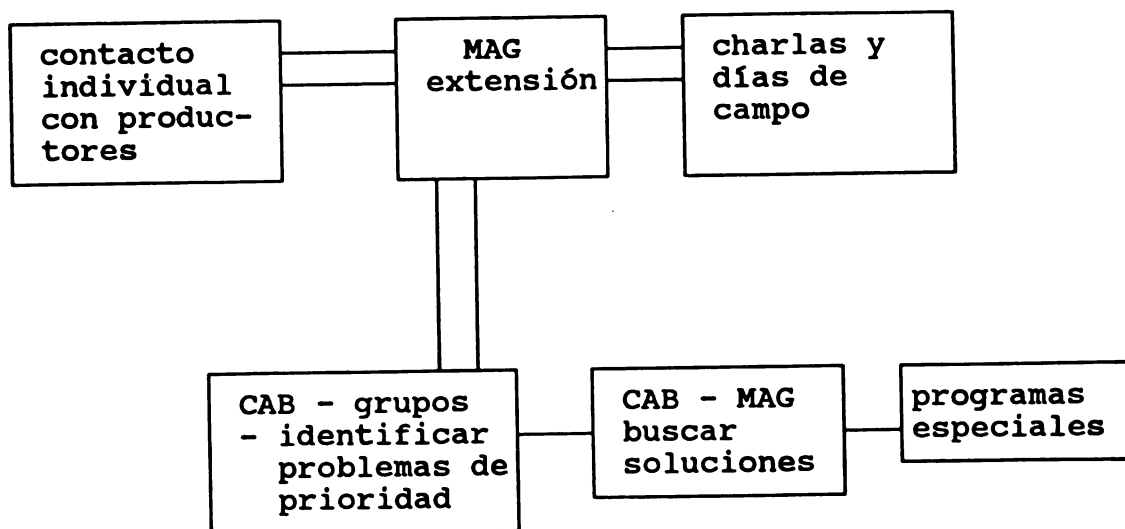 contacto
individual
con produc-
tores
MAG
extensión
charlas y
días de
campo
CAB - grupos
- identificar
problemas de
prioridad
CAB - MAG
buscar
soluciones
programas
especiales